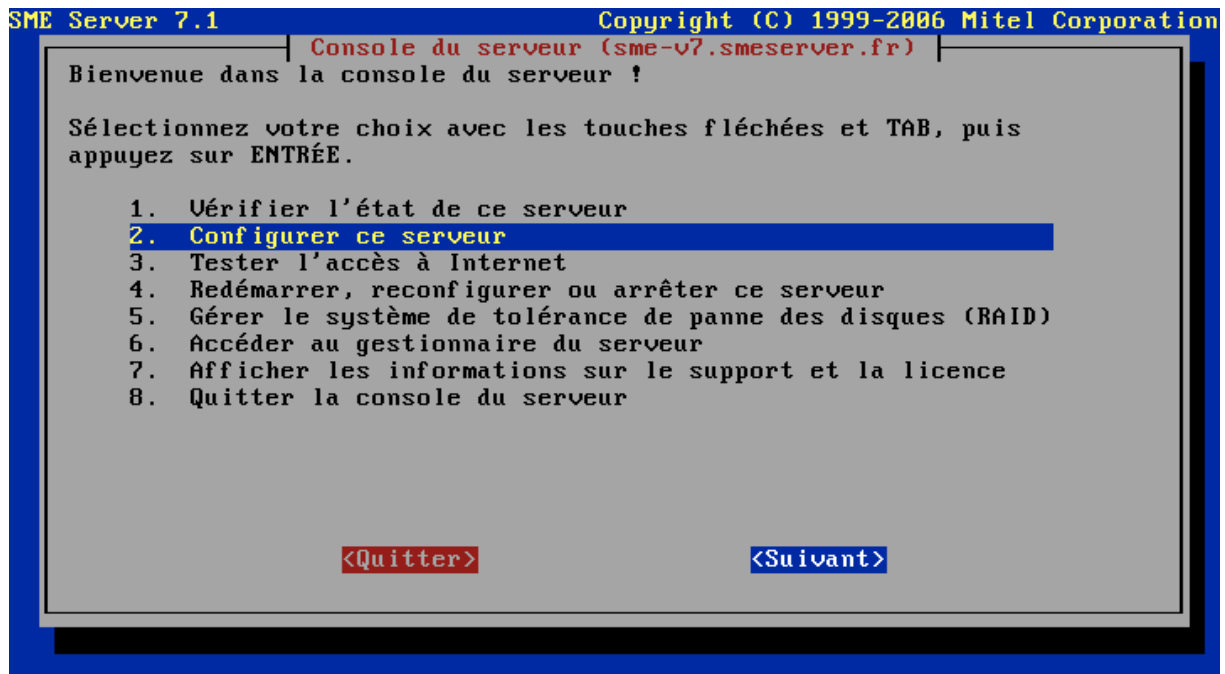 SME Server 7.1 Copyright (C) 1999-2006 Mitel Corporation
Console du serveur (sme-v7.smeserver.fr)
Bienvenue dans la console du serveur !
Sélectionnez votre choix avec les touches fléchées et TAB, puis
appuyez sur ENTRÉE.
1. Vérifier l'état de ce serveur
2. Configurer ce serveur
3. Tester l'accès à Internet
4. Redémarrer, reconfigurer ou arrêter ce serveur
5. Gérer le système de tolérance de panne des disques (RAID)
6. Accéder au gestionnaire du serveur
7. Afficher les informations sur le support et la licence
8. Quitter la console du serveur
<Quitter> <Suivant>